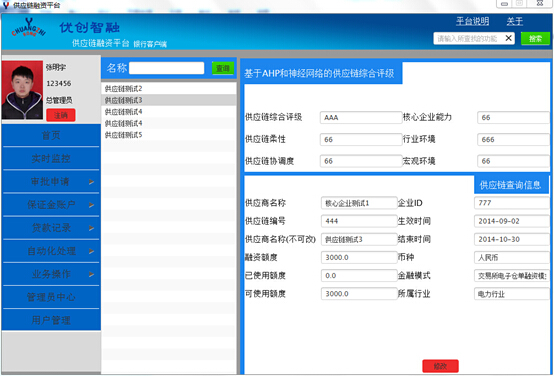 供应链融资平台
CHUANGZHI
优创智融
供应链融资平台 银行客户端
平台说明 关于
请输入所查找的功能 搜索
张明宇
123456
总管理员
注销
首页
实时监控
审批申请
保证金账户
贷款记录
自动化处理
业务操作
管理员中心
用户管理
名称 查询
供应链测试2
供应链测试3
供应链测试4
供应链测试4
供应链测试5
基于AHP和神经网络的供应链综合评级
供应链综合评级 AAA 核心企业能力 66
供应链柔性 66 行业环境 666
供应链协调度 66 宏观环境 66
供应链查询信息
供应商名称 核心企业测试1 企业ID 777
供应链编号 444 生效时间 2014-09-02
供应商名称(不可改) 供应链测试3 结束时间 2014-10-30
融资额度 3000.0 币种 人民币
已使用额度 0.0 金融模式 交易所电子仓单融资模
可使用额度 3000.0 所属行业 电力行业
修改